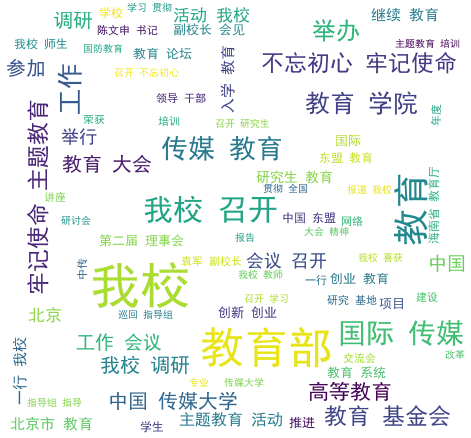 学习 贯彻
学校
调研
活动 我校
继续 教育
陈文申 书记
副校长 会见
举办
我校 师生
国防教育
教育 论坛
主题教育 培训
参加
工作
召开 不忘初心
入学 教育
不忘初心 牢记使命
领导 干部
教育 学院
荣获
培训
召开 研究生
年度
举行
传媒 教育
国际
牢记使命 主题教育
教育 大会
东盟 教育
研究生 教育
教育
海南省 教育厅
贯彻 全国
报道 我校
讲座
我校 召开
中国 东盟
网络
研讨会
大会 精神
第二届 理事会
报告
中传
袁军 副校长
会议 召开
我校 喜获
中国
我校
我校 教师
一行
创业 教育
召开 学习
研究 基地
项目
建设
北京
巡回 指导组
创新 创业
国际 传媒
教育部
工作 会议
一行 我校
我校 调研
交流会
改革
教育 系统
专业
传媒大学
高等教育
指导组 指导
中国 传媒大学
北京市 教育
学生
主题教育 活动
推进
教育 基金会